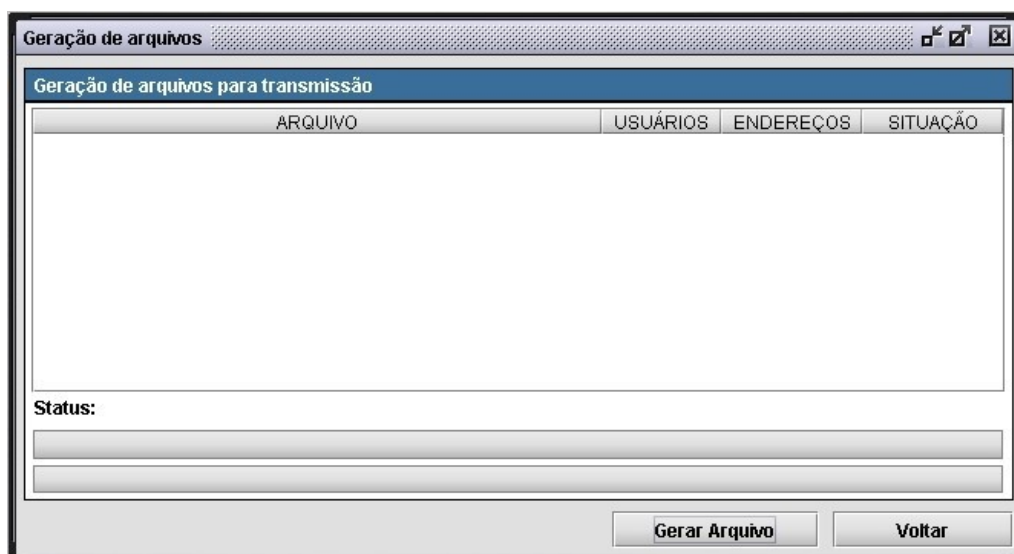 Geração de arquivos
Geração de arquivos para transmissão
ARQUIVO USUÁRIOS ENDEREÇOS SITUAÇÃO
Status:
Gerar Arquivo Voltar